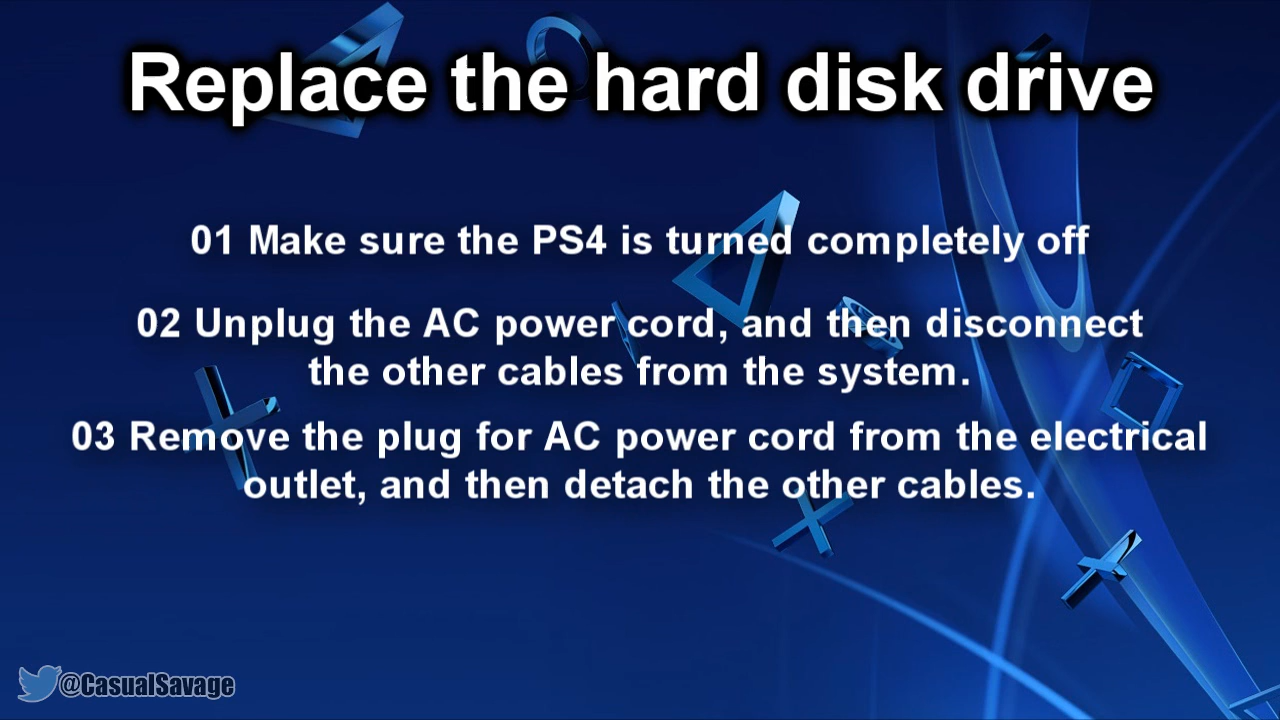 Replace the hard disk drive
01 Make sure the PS4 is turned completely off
02 Unplug the AC power cord, and then disconnect
the other cables from the system.
03 Remove the plug for AC power cord from the electrical
outlet, and then detach the other cables.
@CasualSavage